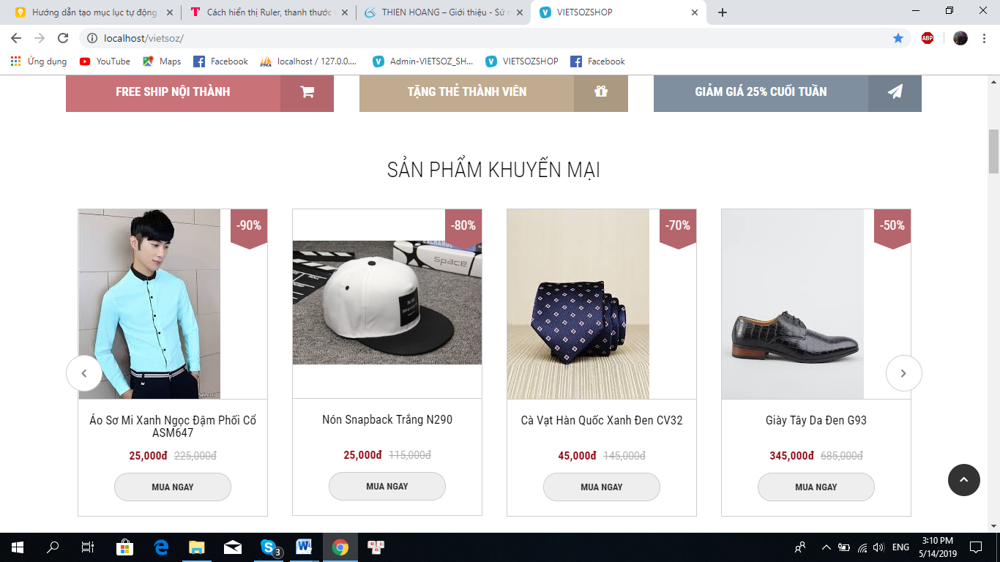 Hướng dẫn tạo mục lục tự động
Cách hiển thị Ruler, thanh thước
THIEN HOANG – Giới thiệu - Sứ
VIETSOZSHOP
localhost/vietsoz/
ABP
Ứng dụng
YouTube
Maps
Facebook
localhost / 127.0.0....
Admin-VIETSOZ_SH...
VIETSOZSHOP
Facebook
FREE SHIP NỘI THÀNH
TẶNG THẺ THÀNH VIÊN
GIẢM GIÁ 25% CUỐI TUẦN
SẢN PHẨM KHUYẾN MẠI
-90%
-80%
-70%
-50%
space
Áo Sơ Mi Xanh Ngọc Đậm Phối Cổ
ASM647
25,000đ 225,000đ
MUA NGAY
Nón Snapback Trắng N290
25,000đ 115,000đ
MUA NGAY
Cà Vạt Hàn Quốc Xanh Đen CV32
45,000đ 145,000đ
MUA NGAY
Giày Tây Da Đen G93
345,000đ 685,000đ
MUA NGAY
3
ENG
3:10 PM
5/14/2019